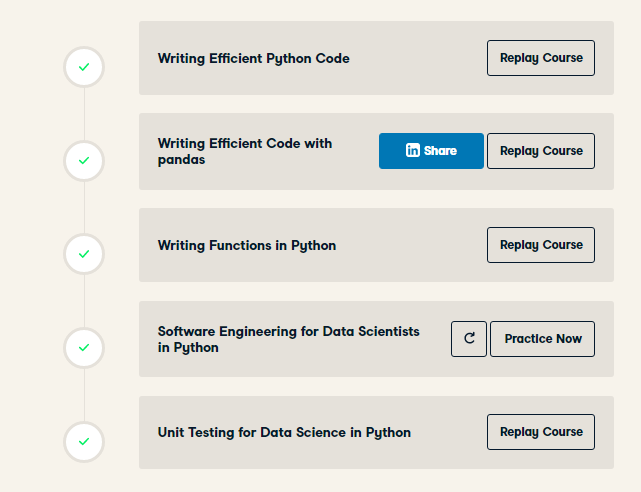 Writing Efficient Python Code
Replay Course
Writing Efficient Code with
pandas
in Share
Replay Course
Writing Functions in Python
Replay Course
Software Engineering for Data Scientists
in Python
Practice Now
Unit Testing for Data Science in Python
Replay Course